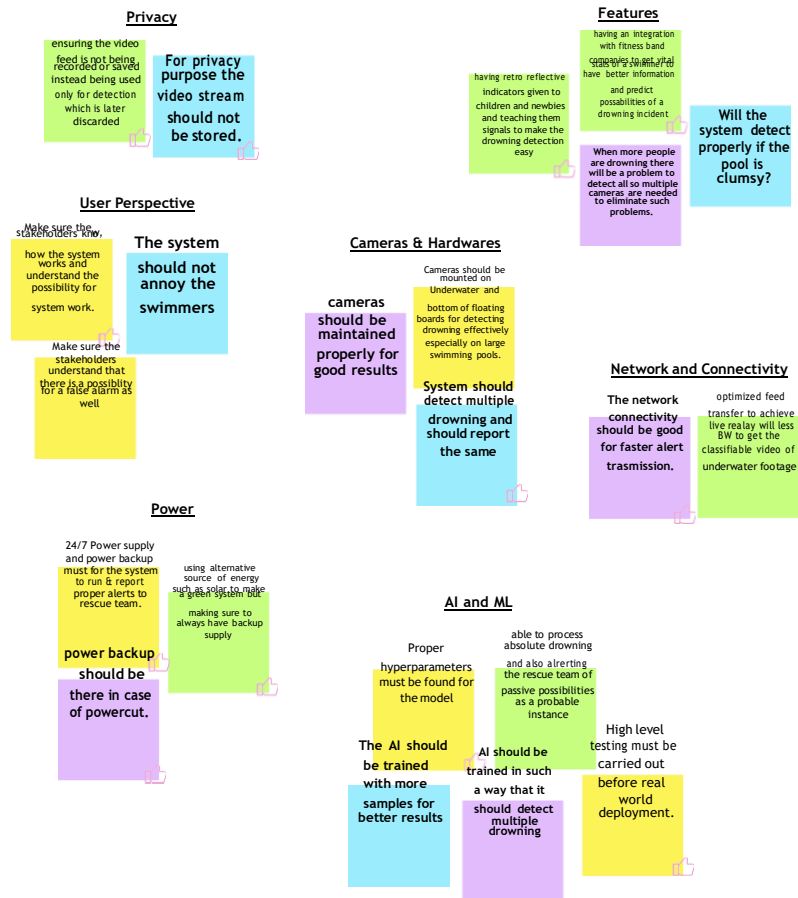 Privacy
ensuring the video
feed is not being
recorded or saved
instead being used
only for detection
which is later
discarded
For privacy
purpose the
video stream
should not
be stored.
Features
having an integration
with fitness band
companies to get vital
stats of a swimmer to
have better information
and predict
possabilities of a
drowning incident
having retro reflective
indicators given to
children and newbies
and teaching them
signals to make the
drowning detection
easy
Will the
system detect
properly if the
pool is
clumsy?
When more people
are drowning there
will be a problem to
detect all so multiple
cameras are needed
to eliminate such
problems.
User Perspective
Make sure the
stakeholders know,
how the system
works and
understand the
possibility for
system work.
The system
should not
annoy the
swimmers
Make sure the
stakeholders
understand that
there is a possiblity
for a false alarm as
well
Cameras & Hardwares
cameras
should be
maintained
properly for
good results
Cameras should be
mounted on
Underwater and
bottom of floating
boards for detecting
drowning effectively
especially on large
swimming pools.
System should
detect multiple
drowning and
should report
the same
Network and Connectivity
The network
connectivity
should be good
for faster alert
trasmission.
optimized feed
transfer to achieve
live realay will less
BW to get the
classifiable video of
underwater footage
Power
24/7 Power supply
and power backup
must for the system
to run & report
proper alerts to
rescue team.
using alternative
source of energy
such as solar to make
a green system but
making sure to
always have backup
supply
power backup
should be
there in case
of powercut.
AI and ML
Proper
hyperparameters
must be found for
the model
able to process
absolute drowning
and also alrerting
the rescue team of
passive possibilities
as a probable
instance
The AI should
be trained
with more
samples for
better results
AI should be
trained in such
a way that it
should detect
multiple
drowning
High level
testing must be
carried out
before real
world
deployment.